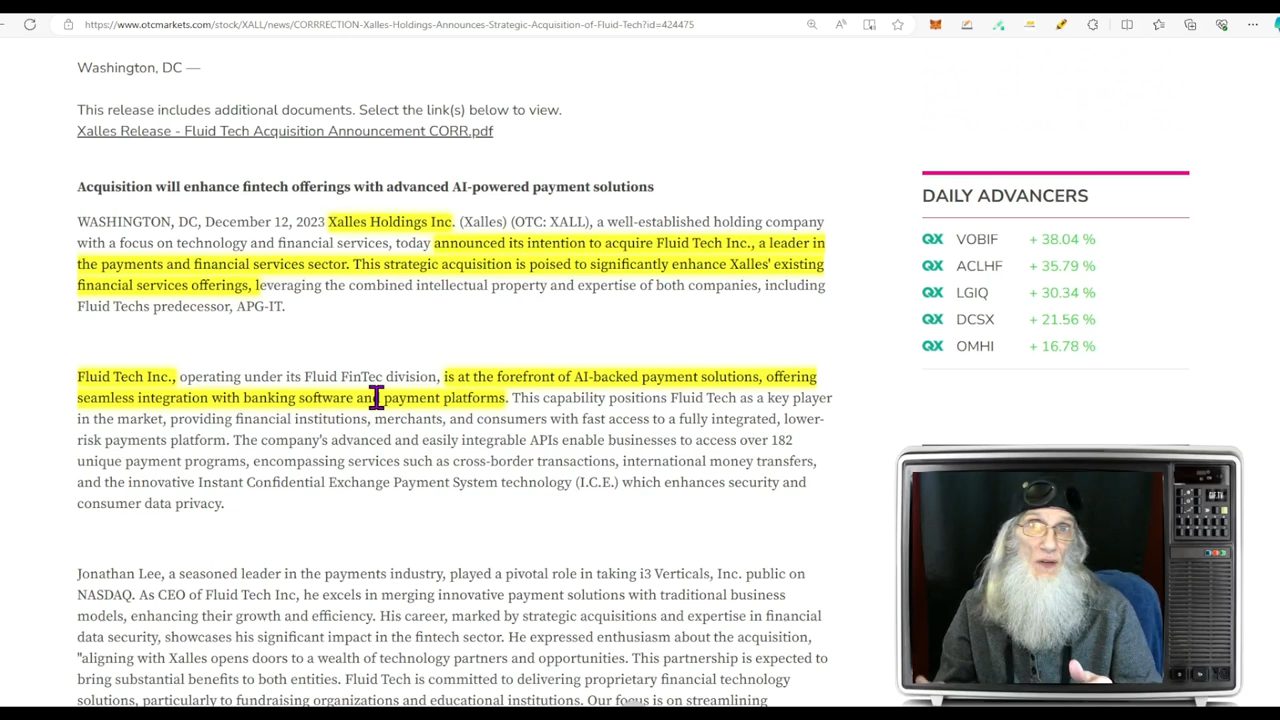 https://www.otcmarkets.com/stock/XALL/news/CORRRECTION-Xalles-Holdings-Announces-Strategic-Acquisition-of-Fluid-Tech?id=424475
Washington, DC —
This release includes additional documents. Select the link(s) below to view.
Xalles Release - Fluid Tech Acquisition Announcement CORR.pdf
Acquisition will enhance fintech offerings with advanced AI-powered payment solutions
WASHINGTON, DC, December 12, 2023 Xalles Holdings Inc. (Xalles) (OTC: XALL), a well-established holding company
with a focus on technology and financial services, today announced its intention to acquire Fluid Tech Inc., a leader in
the payments and financial services sector. This strategic acquisition is poised to significantly enhance Xalles' existing
financial services offerings, leveraging the combined intellectual property and expertise of both companies, including
Fluid Techs predecessor, APG-IT.
Fluid Tech Inc., operating under its Fluid FinTec division, is at the forefront of AI-backed payment solutions, offering
seamless integration with banking software and payment platforms. This capability positions Fluid Tech as a key player
in the market, providing financial institutions, merchants, and consumers with fast access to a fully integrated, lower-
risk payments platform. The company's advanced and easily integrable APIs enable businesses to access over 182
unique payment programs, encompassing services such as cross-border transactions, international money transfers,
and the innovative Instant Confidential Exchange Payment System technology (I.C.E.) which enhances security and
consumer data privacy.
Jonathan Lee, a seasoned leader in the payments industry, played a pivotal role in taking i3 Verticals, Inc. public on
NASDAQ. As CEO of Fluid Tech Inc, he excels in merging innovative payment solutions with traditional business
models, enhancing their growth and efficiency. His career, marked by strategic acquisitions and expertise in financial
data security, showcases his significant impact in the fintech sector. He expressed enthusiasm about the acquisition,
"aligning with Xalles opens doors to a wealth of technology partners and opportunities. This partnership is expected to
bring substantial benefits to both entities. Fluid Tech is committed to delivering proprietary financial technology
solutions, particularly to fundraising organizations and educational institutions. Our focus is on streamlining
DAILY ADVANCERS
QX VOBIF + 38.04 %
QX ACLHF + 35.79 %
QX LGIQ + 30.34 %
QX DCSX + 21.56 %
QX OMHI + 16.78 %